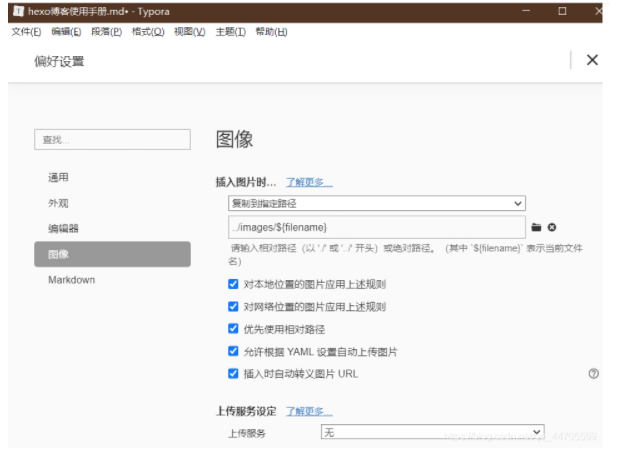 hexo博客使用手册.md• - Typora
文件(F) 编辑(E) 段落(P) 格式(O) 视图(V) 主题(T) 帮助(H)
偏好设置
查找...
图像
通用
外观
编辑器
图像
Markdown
插入图片时... 了解更多...
复制到指定路径
../images/${filename}
请输入相对路径（以 './' 或 '../' 开头）或绝对路径。 (其中 `${filename}` 表示当前文件
名)
对本地位置的图片应用上述规则
对网络位置的图片应用上述规则
优先使用相对路径
允许根据 YAML 设置自动上传图片
插入时自动转义图片 URL
上传服务设定 了解更多...
上传服务
无